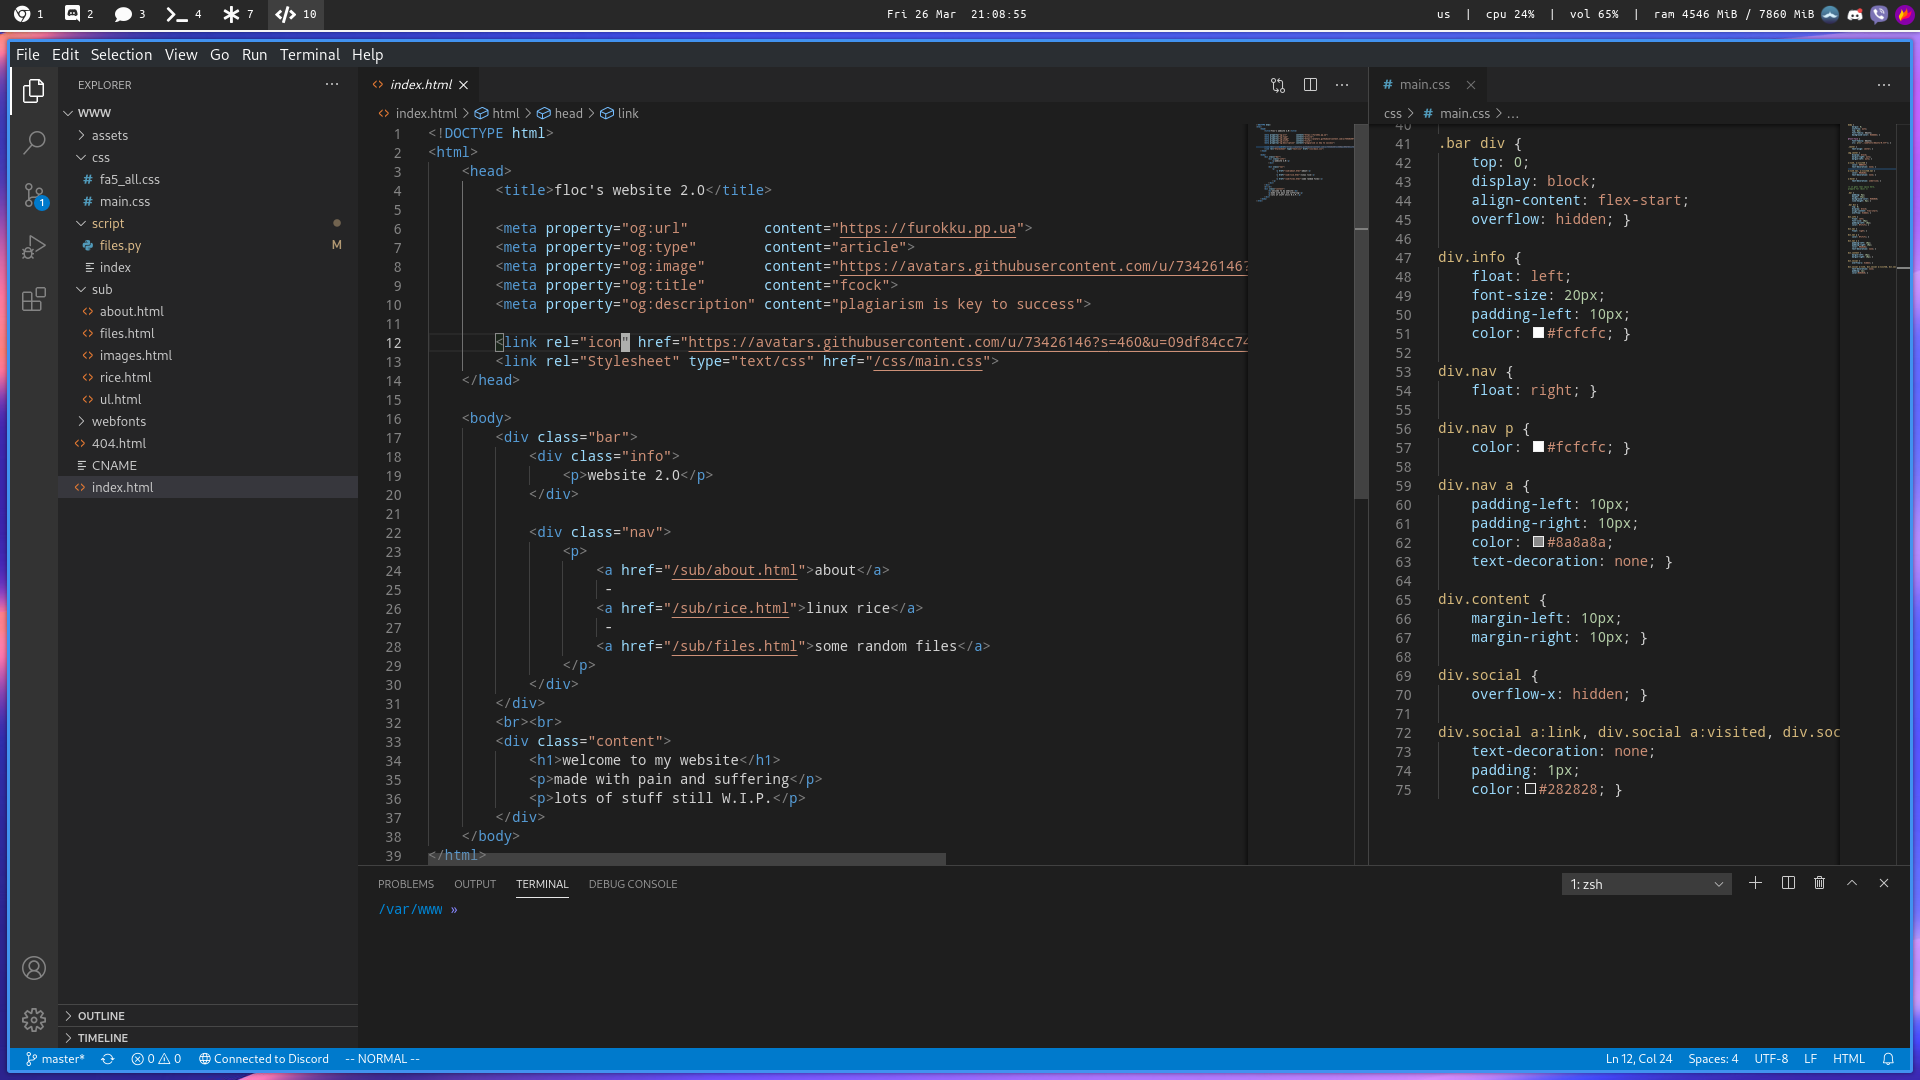 1 2 3 4 7 10
Fri 26 Mar 21:08:55
us | cpu 24% | vol 65% | ram 4546 MiB / 7860 MiB
File Edit Selection View Go Run Terminal Help
EXPLORER ···
WWW
assets
css
# fa5_all.css
# main.css
script
files.py M
index
sub
<> about.html
<> files.html
<> images.html
<> rice.html
<> ul.html
webfonts
<> 404.html
CNAME
<> index.html
OUTLINE
TIMELINE
1
<> index.html ×
<> index.html > html > head > link
1 <!DOCTYPE html>
2 <html>
3 <head>
4 <title>floc's website 2.0</title>
5
6 <meta property="og:url" content="https://furokku.pp.ua">
7 <meta property="og:type" content="article">
8 <meta property="og:image" content="https://avatars.githubusercontent.com/u/73426146?
9 <meta property="og:title" content="fcock">
10 <meta property="og:description" content="plagiarism is key to success">
11
12 <link rel="icon" href="https://avatars.githubusercontent.com/u/73426146?s=460&u=09df84cc74
13 <link rel="Stylesheet" type="text/css" href="/css/main.css">
14 </head>
15
16 <body>
17 <div class="bar">
18 <div class="info">
19 <p>website 2.0</p>
20 </div>
21
22 <div class="nav">
23 <p>
24 <a href="/sub/about.html">about</a>
25 -
26 <a href="/sub/rice.html">linux rice</a>
27 -
28 <a href="/sub/files.html">some random files</a>
29 </p>
30 </div>
31 </div>
32 <br><br>
33 <div class="content">
34 <h1>welcome to my website</h1>
35 <p>made with pain and suffering</p>
36 <p>lots of stuff still W.I.P.</p>
37 </div>
38 </body>
39 </html>
# main.css ×
css > # main.css > ...
40
41 .bar div {
42 top: 0;
43 display: block;
44 align-content: flex-start;
45 overflow: hidden; }
46
47 div.info {
48 float: left;
49 font-size: 20px;
50 padding-left: 10px;
51 color: #fcfcfc; }
52
53 div.nav {
54 float: right; }
55
56 div.nav p {
57 color: #fcfcfc; }
58
59 div.nav a {
60 padding-left: 10px;
61 padding-right: 10px;
62 color: #8a8a8a;
63 text-decoration: none; }
64
65 div.content {
66 margin-left: 10px;
67 margin-right: 10px; }
68
69 div.social {
70 overflow-x: hidden; }
71
72 div.social a:link, div.social a:visited, div.soc
73 text-decoration: none;
74 padding: 1px;
75 color: #282828; }
PROBLEMS OUTPUT TERMINAL DEBUG CONSOLE
1: zsh
/var/www »
master* 0 0 Connected to Discord -- NORMAL --
Ln 12, Col 24 Spaces: 4 UTF-8 LF HTML